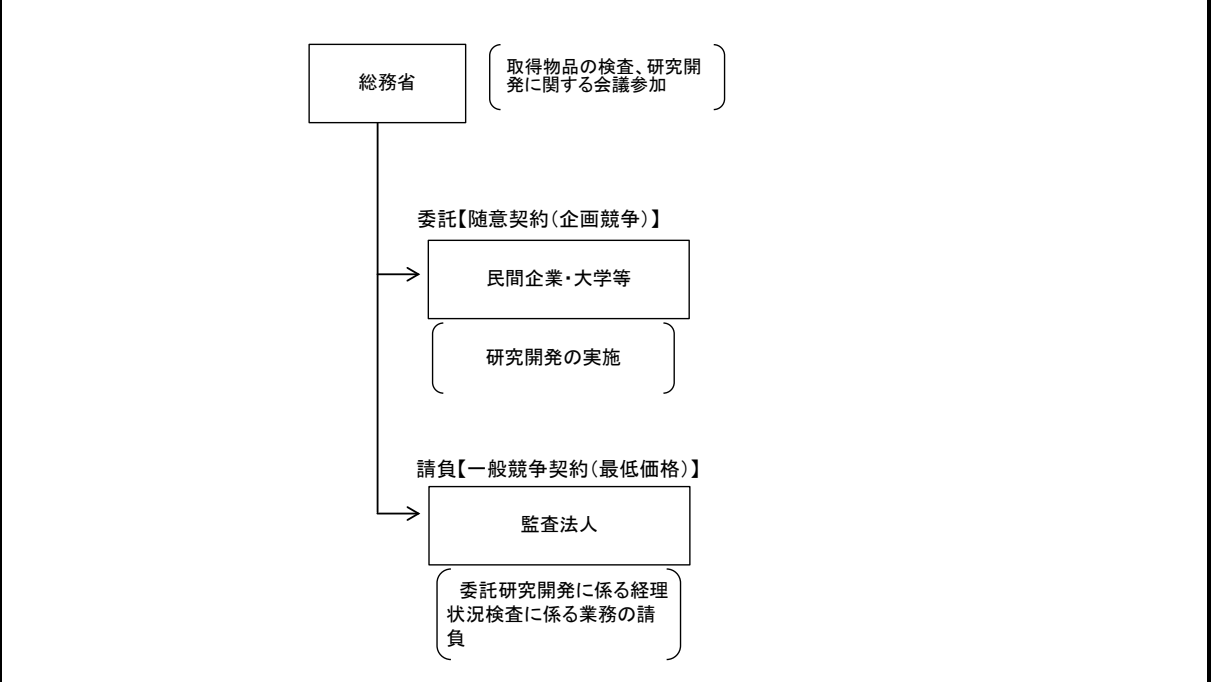 総務省
取得物品の検査、研究開
発に関する会議参加
委託【随意契約（企画競争）】
民間企業・大学等
研究開発の実施
請負【一般競争契約（最低価格）】
監査法人
委託研究開発に係る経理
状況検査に係る業務の請
負